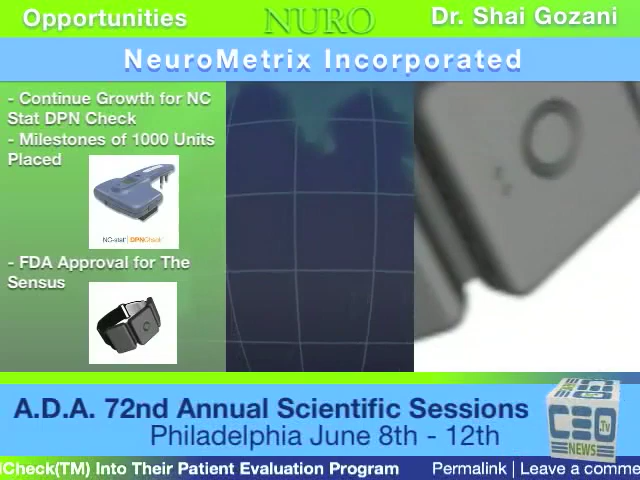 Opportunities
NURO
Dr. Shai Gozani
NeuroMetrix Incorporated
- Continue Growth for NC
Stat DPN Check
- Milestones of 1000 Units
Placed
NC-stat DPNCheck
- FDA Approval for The
Sensus
A.D.A. 72nd Annual Scientific Sessions
Philadelphia June 8th - 12th
CEO
.TV
NEWS
Check(TM) Into Their Patient Evaluation Program Permalink | Leave a comme